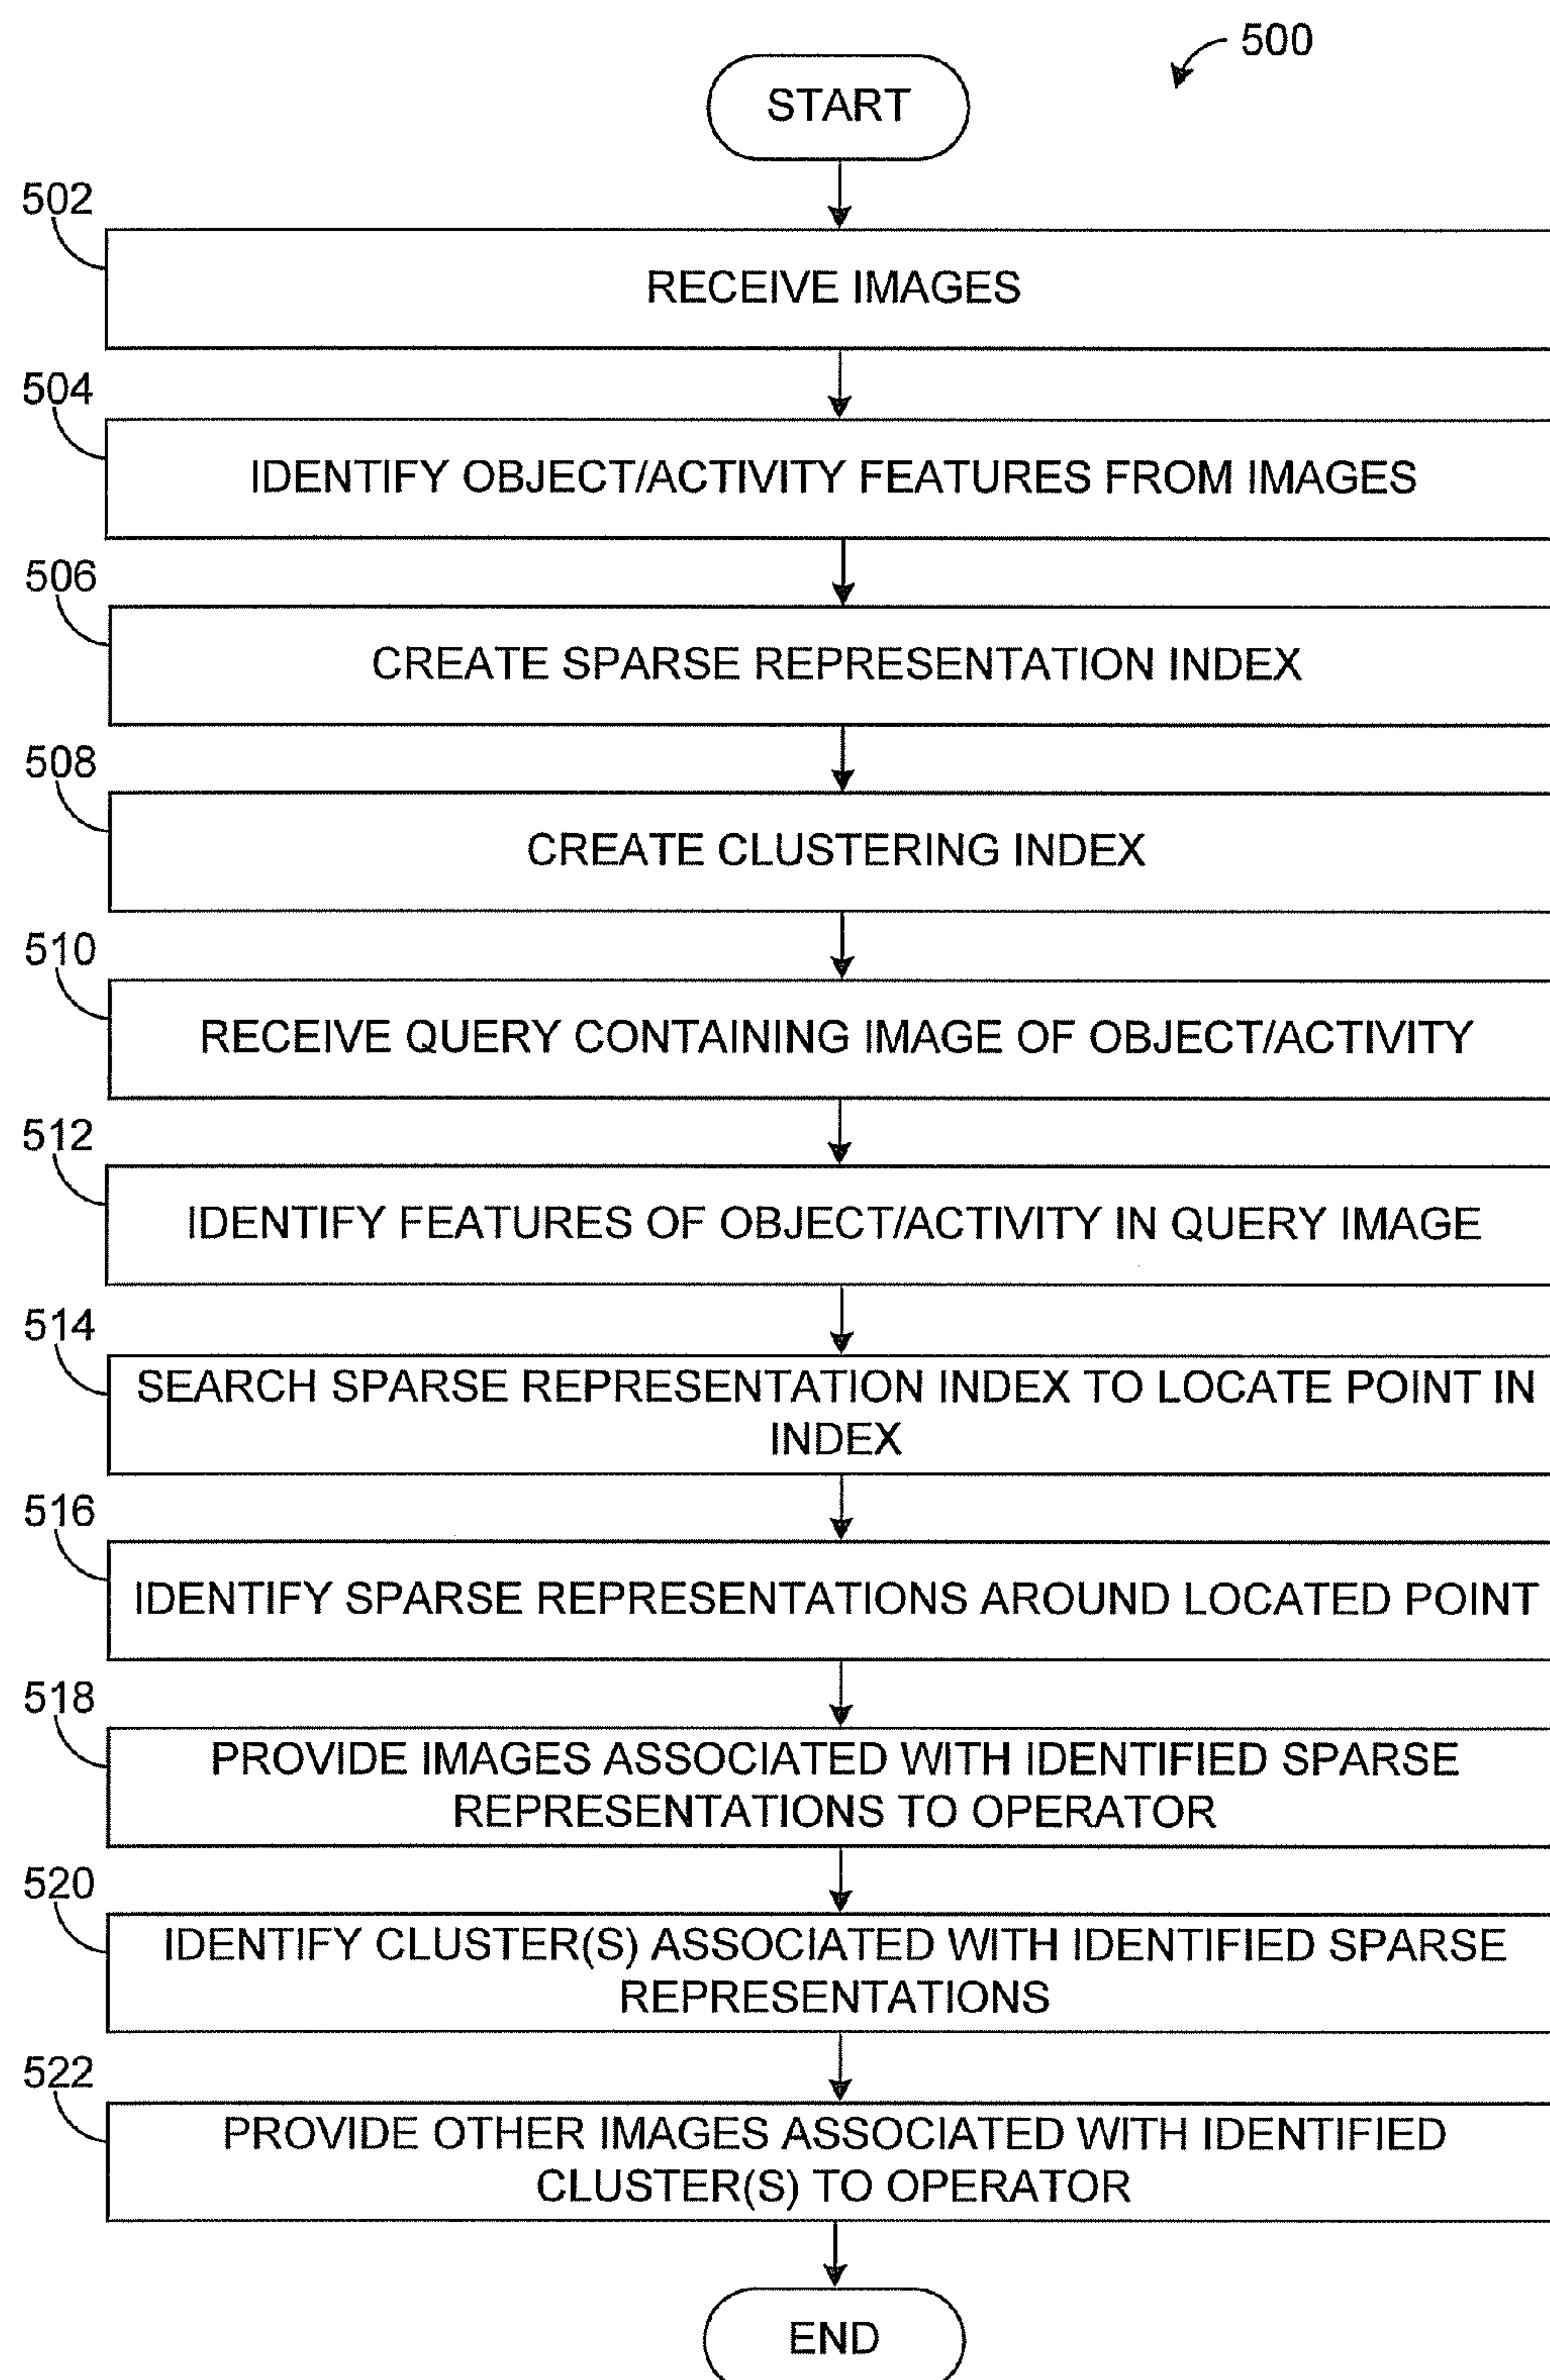 500
START
502
RECEIVE IMAGES
504
IDENTIFY OBJECT/ACTIVITY FEATURES FROM IMAGES
506
CREATE SPARSE REPRESENTATION INDEX
508
CREATE CLUSTERING INDEX
510
RECEIVE QUERY CONTAINING IMAGE OF OBJECT/ACTIVITY
512
IDENTIFY FEATURES OF OBJECT/ACTIVITY IN QUERY IMAGE
514
SEARCH SPARSE REPRESENTATION INDEX TO LOCATE POINT IN
INDEX
516
IDENTIFY SPARSE REPRESENTATIONS AROUND LOCATED POINT
518
PROVIDE IMAGES ASSOCIATED WITH IDENTIFIED SPARSE
REPRESENTATIONS TO OPERATOR
520
IDENTIFY CLUSTER(S) ASSOCIATED WITH IDENTIFIED SPARSE
REPRESENTATIONS
522
PROVIDE OTHER IMAGES ASSOCIATED WITH IDENTIFIED
CLUSTER(S) TO OPERATOR
END